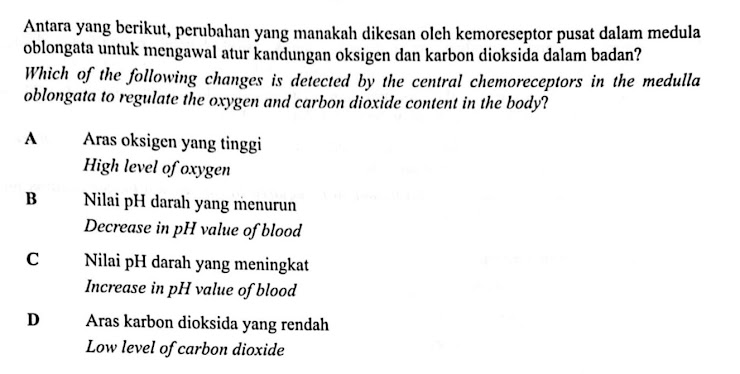 Antara yang berikut, perubahan yang manakah dikesan oleh kemoreseptor pusat dalam medula
oblongata untuk mengawal atur kandungan oksigen dan karbon dioksida dalam badan?
Which of the following changes is detected by the central chemoreceptors in the medulla
oblongata to regulate the oxygen and carbon dioxide content in the body?
A Aras oksigen yang tinggi
High level of oxygen
B Nilai pH darah yang menurun
Decrease in pH value of blood
C Nilai pH darah yang meningkat
Increase in pH value of blood
D Aras karbon dioksida yang rendah
Low level of carbon dioxide